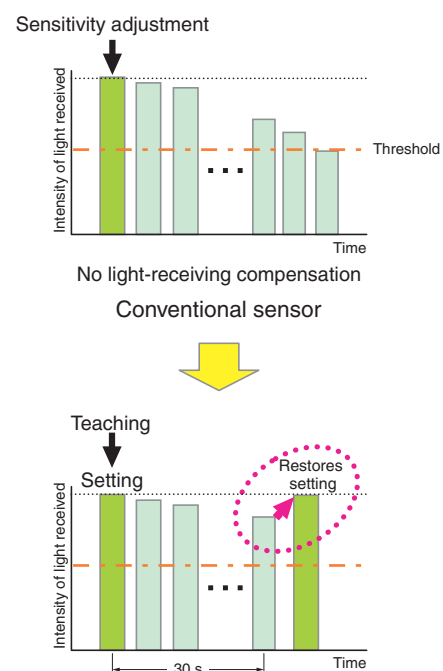 Sensitivity adjustment
Intensity of light received
Threshold
Time
No light-receiving compensation
Conventional sensor
Teaching
Setting
Restores
setting
Intensity of light received
Time
30 s